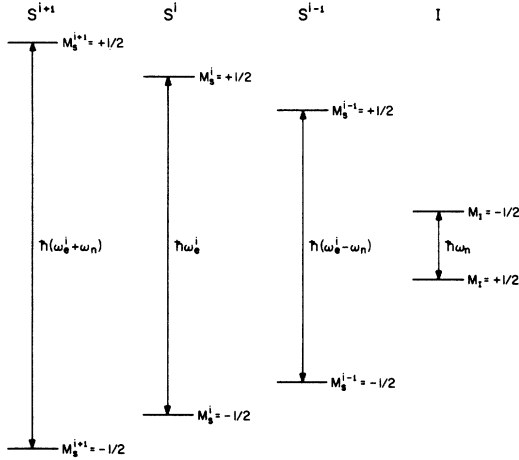 S^{i+1} S^i S^{i-1} I
M_s^{i+1} = +1/2
M_s^i = +1/2
M_s^{i-1} = +1/2
M_I = -1/2
ħ(ω_e^i+ω_n) ħω_e^i ħ(ω_e^i-ω_n) ħω_n
M_I = +1/2
M_s^{i-1} = -1/2
M_s^i = -1/2
M_s^{i+1} = -1/2